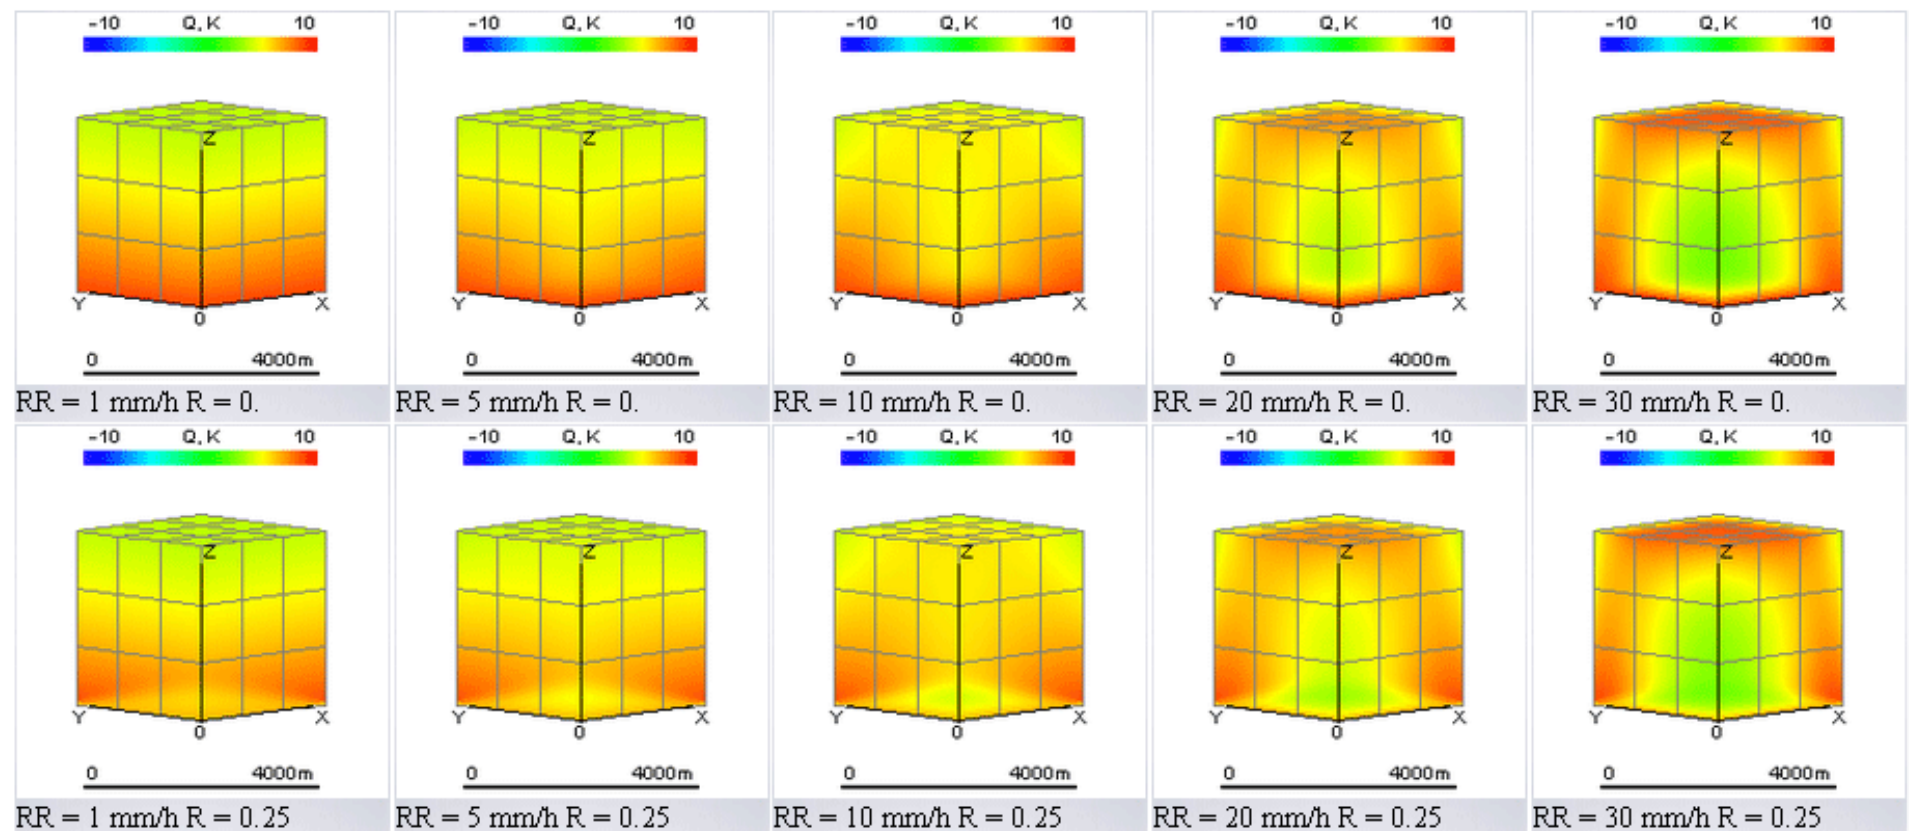 -10 Q, K 10
-10 Q, K 10
-10 Q, K 10
-10 Q, K 10
-10 Q, K 10
Z
Z
Z
Z
Z
Y 0 X
Y 0 X
Y 0 X
Y 0 X
Y 0 X
0 4000m
0 4000m
0 4000m
0 4000m
0 4000m
RR = 1 mm/h R = 0.
RR = 5 mm/h R = 0.
RR = 10 mm/h R = 0.
RR = 20 mm/h R = 0.
RR = 30 mm/h R = 0.
-10 Q, K 10
-10 Q, K 10
-10 Q, K 10
-10 Q, K 10
-10 Q, K 10
Z
Z
Z
Z
Z
Y 0 X
Y 0 X
Y 0 X
Y 0 X
Y 0 X
0 4000m
0 4000m
0 4000m
0 4000m
0 4000m
RR = 1 mm/h R = 0.25
RR = 5 mm/h R = 0.25
RR = 10 mm/h R = 0.25
RR = 20 mm/h R = 0.25
RR = 30 mm/h R = 0.25